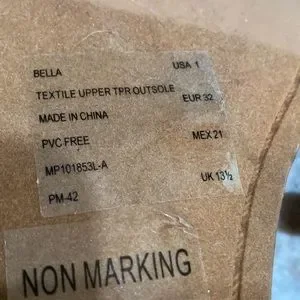 BELLA USA 1
TEXTILE UPPER TPR OUTSOLE
EUR 32
MADE IN CHINA
PVC FREE MEX 21
MP101853L-A
UK 13½
PM-42
NON MARKING